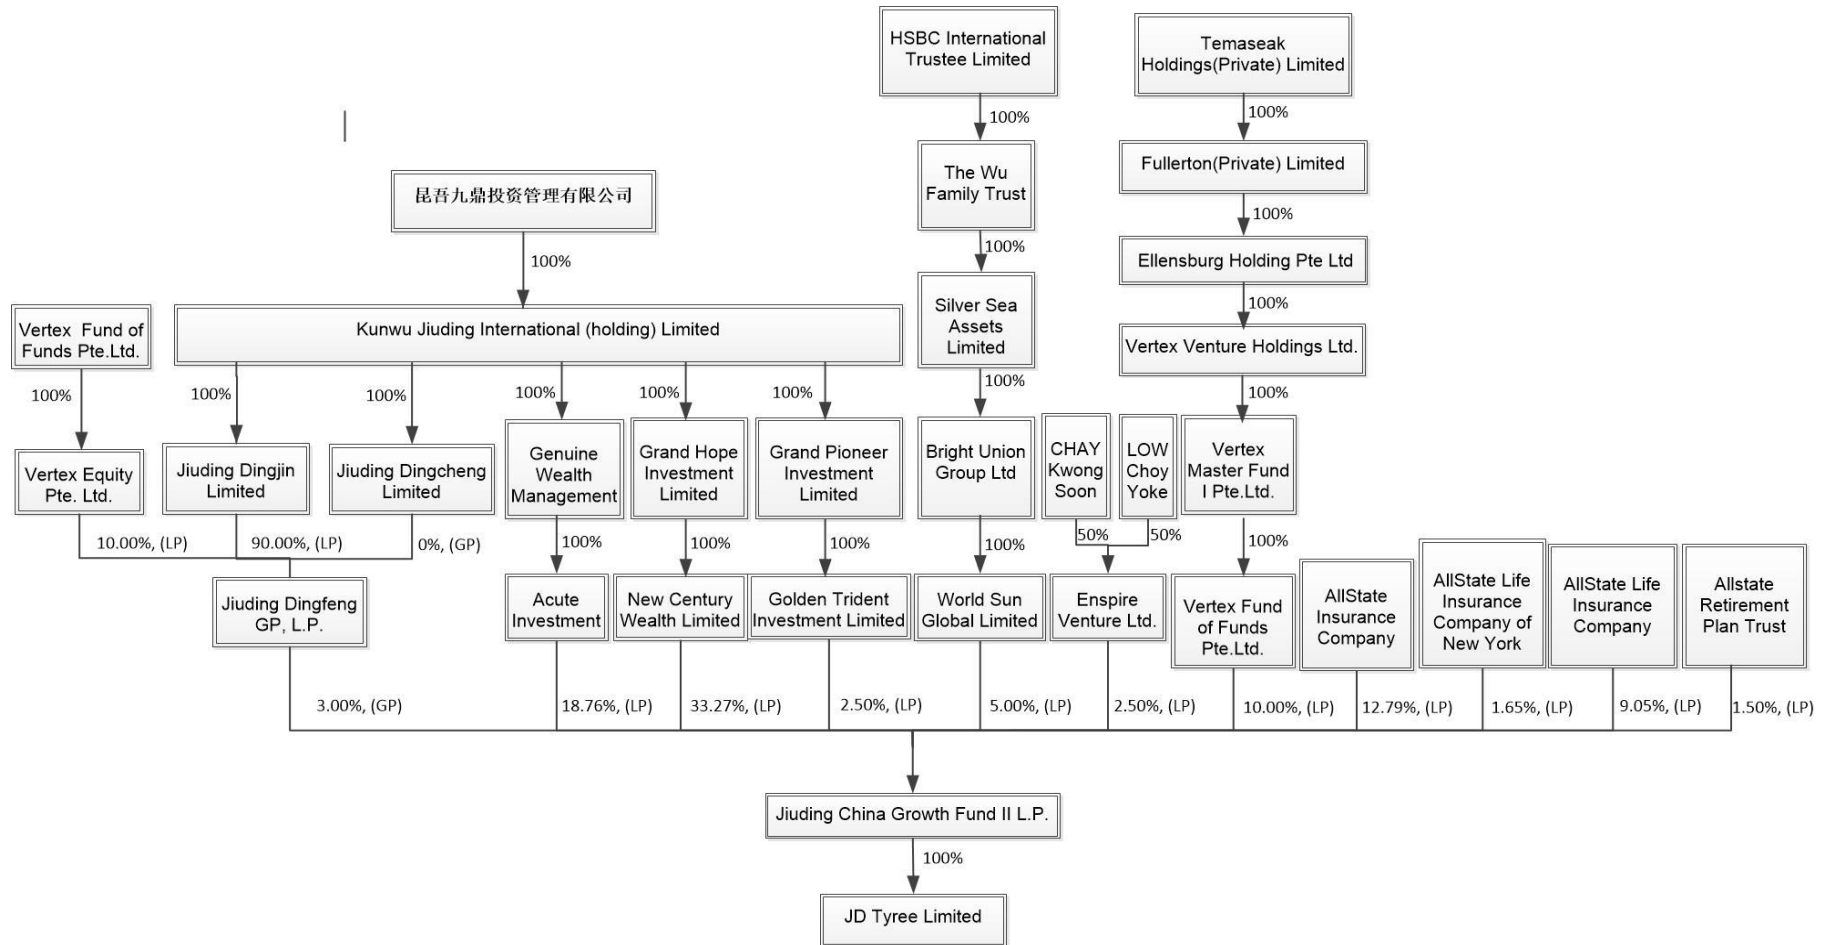 HSBC International
Trustee Limited
Temaseak
Holdings(Private) Limited
100%
100%
The Wu
Family Trust
Fullerton(Private) Limited
昆吾九鼎投资管理有限公司
100%
100%
100%
Ellensburg Holding Pte Ltd
Silver Sea
Assets
Limited
100%
Vertex Fund of
Funds Pte.Ltd.
Kunwu Jiuding International (holding) Limited
Vertex Venture Holdings Ltd.
100%
100%
100%
100%
100%
100%
100%
100%
Vertex Equity
Pte. Ltd.
Jiuding Dingjin
Limited
Jiuding Dingcheng
Limited
Genuine
Wealth
Management
Grand Hope
Investment
Limited
Grand Pioneer
Investment
Limited
Bright Union
Group Ltd
CHAY
Kwong
Soon
LOW
Choy
Yoke
Vertex
Master Fund
I Pte.Ltd.
10.00%, (LP)
90.00%, (LP)
0%, (GP)
100%
100%
100%
100%
50%
50%
100%
Jiuding Dingfeng
GP, L.P.
Acute
Investment
New Century
Wealth Limited
Golden Trident
Investment Limited
World Sun
Global Limited
Enspire
Venture Ltd.
Vertex Fund
of Funds
Pte.Ltd.
AllState
Insurance
Company
AllState Life
Insurance
Company of
New York
AllState Life
Insurance
Company
Allstate
Retirement
Plan Trust
3.00%, (GP)
18.76%, (LP)
33.27%, (LP)
2.50%, (LP)
5.00%, (LP)
2.50%, (LP)
10.00%, (LP)
12.79%, (LP)
1.65%, (LP)
9.05%, (LP)
1.50%, (LP)
Jiuding China Growth Fund II L.P.
100%
JD Tyree Limited